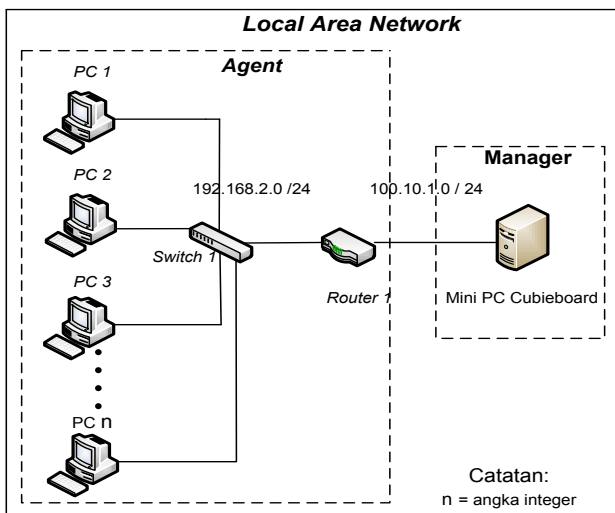 Local Area Network
Agent
PC 1
PC 2
192.168.2.0 /24
100.10.1.0 / 24
Manager
Switch 1
Router 1
Mini PC Cubieboard
PC 3
PC n
Catatan:
n = angka integer